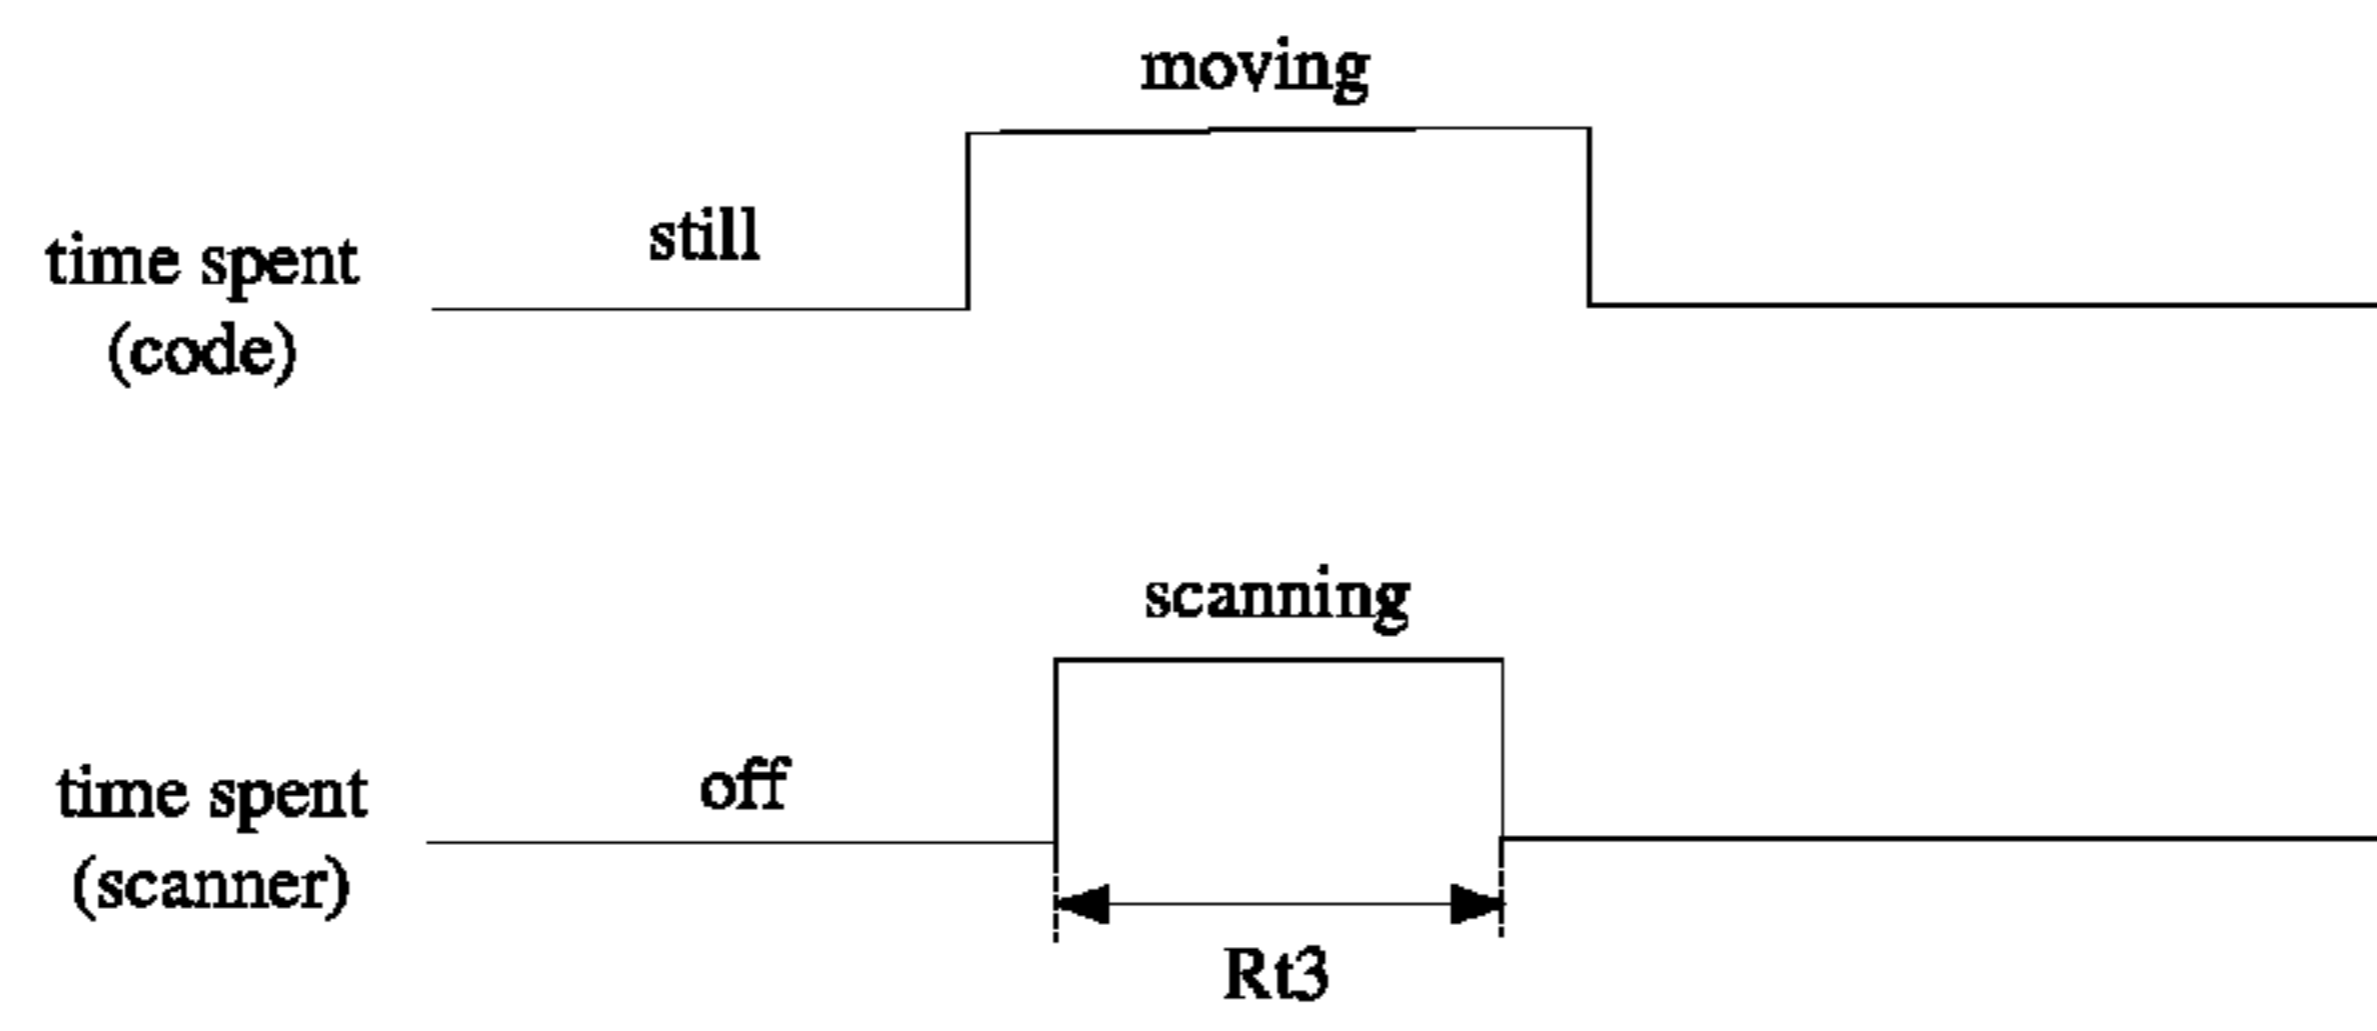 moving
still
time spent
(code)
scanning
off
time spent
(scanner)
Rt3